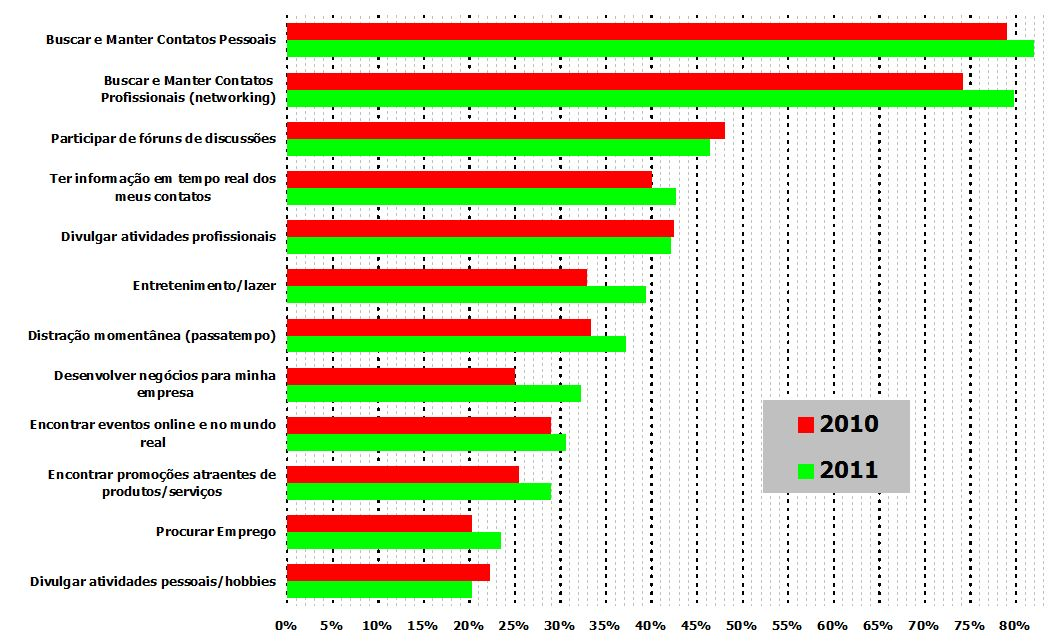 Buscar e Manter Contatos Pessoais
Buscar e Manter Contatos
Profissionais (networking)
Participar de fóruns de discussões
Ter informação em tempo real dos
meus contatos
Divulgar atividades profissionais
Entretenimento/lazer
Distração momentânea (passatempo)
Desenvolver negócios para minha
empresa
Encontrar eventos online e no mundo
real
Encontrar promoções atraentes de
produtos/serviços
Procurar Emprego
Divulgar atividades pessoais/hobbies
2010
2011
0% 5% 10% 15% 20% 25% 30% 35% 40% 45% 50% 55% 60% 65% 70% 75% 80%